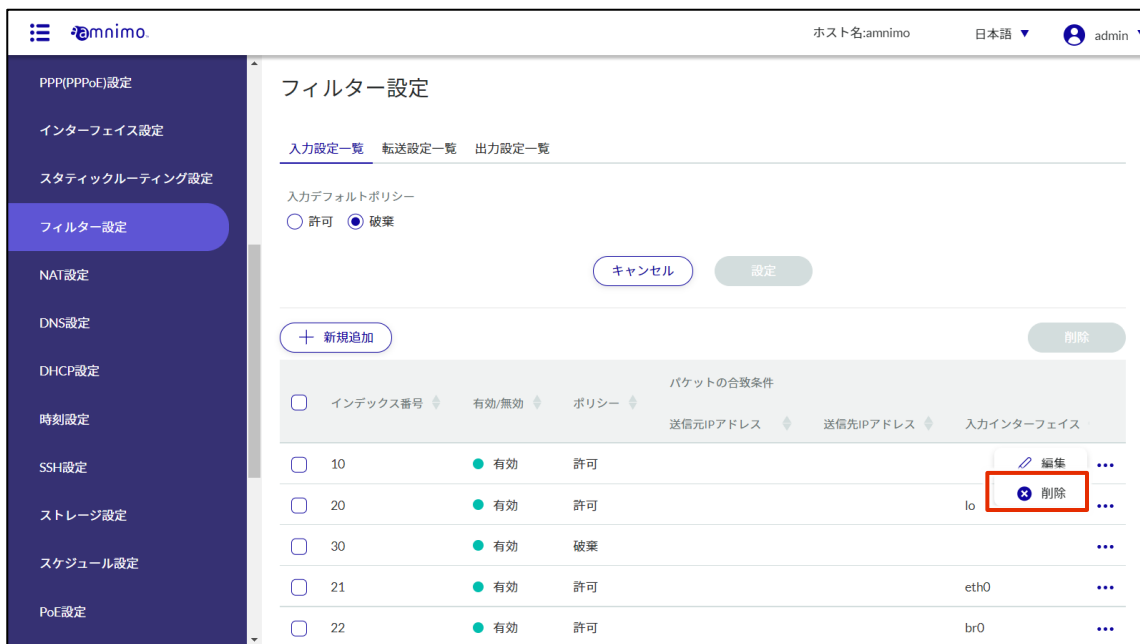 amnimo.
ホスト名:amnimo
日本語
admin
PPP(PPPoE)設定
インターフェイス設定
スタティックルーティング設定
フィルター設定
NAT設定
DNS設定
DHCP設定
時刻設定
SSH設定
ストレージ設定
スケジュール設定
PoE設定
フィルター設定
入力設定一覧 転送設定一覧 出力設定一覧
入力デフォルトポリシー
許可 破棄
キャンセル 設定
新規追加 削除
パケットの合致条件
インデックス番号 有効/無効 ポリシー
送信元IPアドレス 送信先IPアドレス 入力インターフェイス
10 有効 許可 編集
削除
20 有効 許可 lo
30 有効 破棄
21 有効 許可 eth0
22 有効 許可 br0